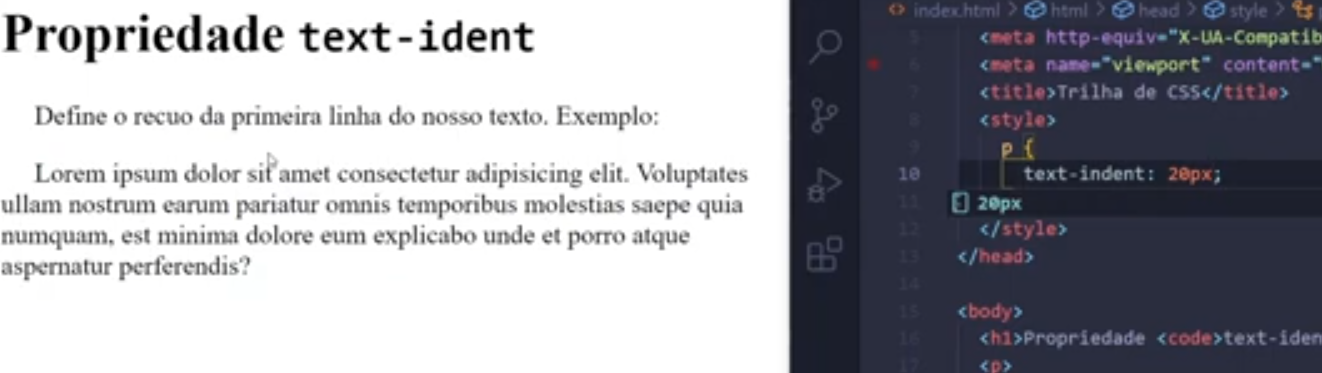 Propriedade text-ident
Define o recuo da primeira linha do nosso texto. Exemplo:
Lorem ipsum dolor sit amet consectetur adipisicing elit. Voluptates
ullam nostrum earum pariatur omnis temporibus molestias saepe quia
numquam, est minima dolore eum explicabo unde et porro atque
aspernatur perferendis?
index.html > html > head > style >
5 <meta http-equiv="X-UA-Compatib
6 <meta name="viewport" content="
7 <title>Trilha de CSS</title>
8 <style>
9 p {
10 text-indent: 20px;
11 20px
12 </style>
13 </head>
14
15 <body>
16 <h1>Propriedade <code>text-iden
17 <p>